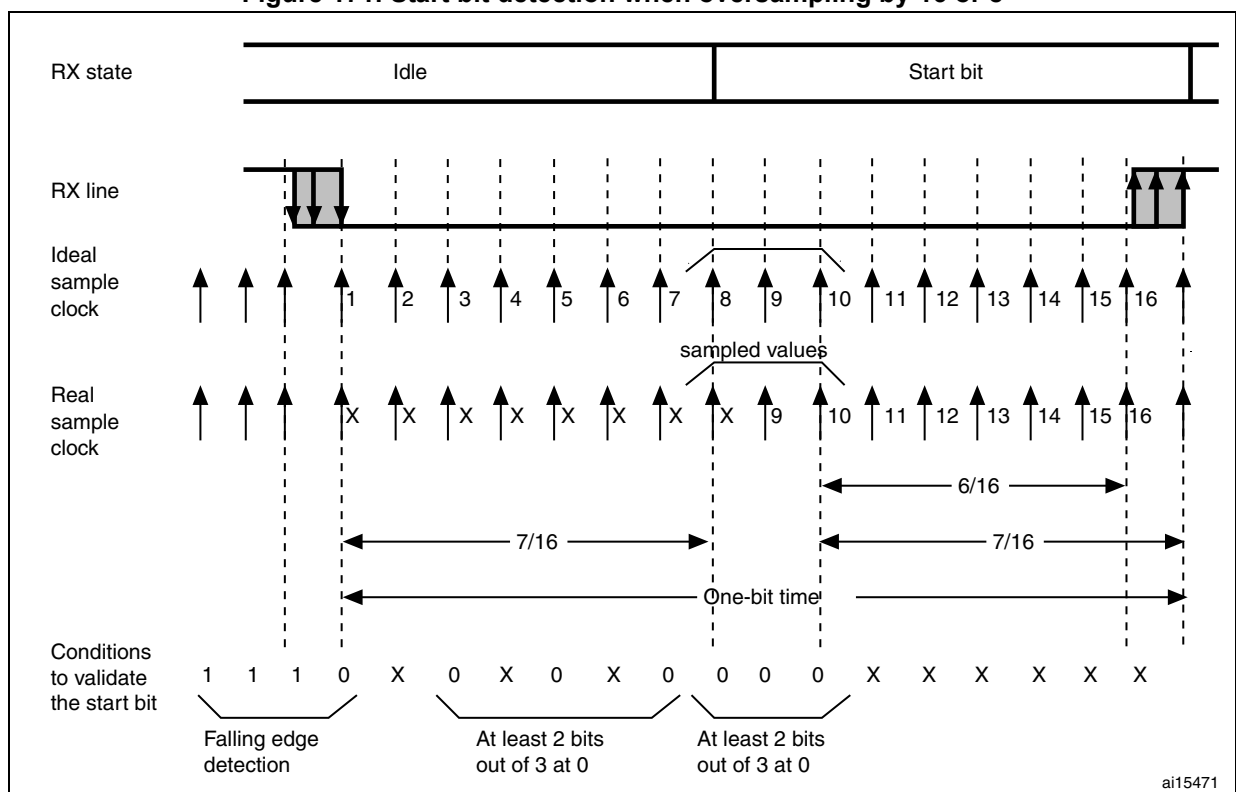 RX state
Idle
Start bit
RX line
Ideal
sample
clock
1 2 3 4 5 6 7 8 9 10 11 12 13 14 15 16
sampled values
Real
sample
clock
X X X X X X X X 9 10 11 12 13 14 15 16
6/16
7/16
7/16
One-bit time
Conditions
to validate
the start bit
1 1 1 0 X 0 X 0 X 0 0 0 0 X X X X X X
Falling edge
detection
At least 2 bits
out of 3 at 0
At least 2 bits
out of 3 at 0
ai15471